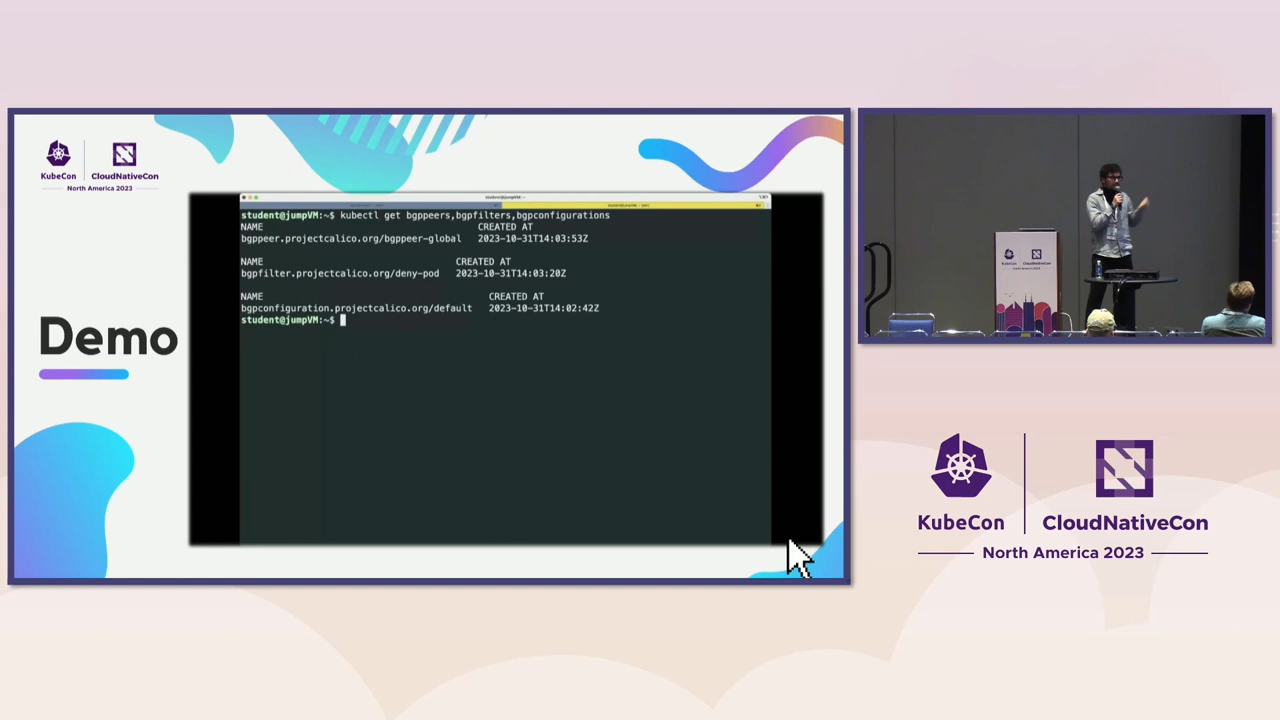 KubeCon
CloudNativeCon
North America 2023
Demo
student@jumpVM:~$ kubectl get bgppeers,bgpfilters,bgpconfigurations
NAME CREATED AT
bgppeer.projectcalico.org/bgppeer-global 2023-10-31T14:03:53Z
NAME CREATED AT
bgpfilter.projectcalico.org/deny-pod 2023-10-31T14:03:20Z
NAME CREATED AT
bgpconfiguration.projectcalico.org/default 2023-10-31T14:02:42Z
student@jumpVM:~$
KubeCon
CloudNativeCon
North America 2023